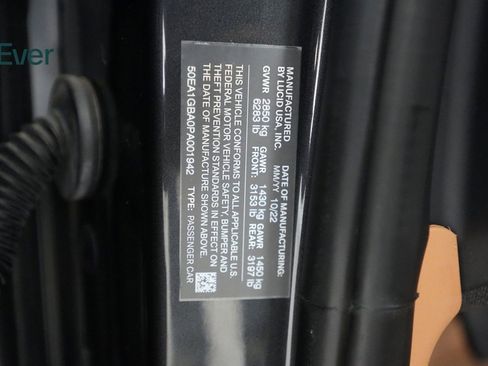 Ever
MANUFACTURED
BY LUCID USA, INC.
DATE OF MANUFACTURING:
MM/YY 10/22
GVWR 2850 kg
6283 lb
GAWR FRONT: 1430 kg
3153 lb
GAWR REAR: 1450 kg
3197 lb
THIS VEHICLE CONFORMS TO ALL APPLICABLE U.S.
FEDERAL MOTOR VEHICLE SAFETY, BUMPER AND
THEFT PREVENTION STANDARDS IN EFFECT ON
THE DATE OF MANUFACTURE SHOWN ABOVE.
50EA1GBA0PA001942 TYPE: PASSENGER CAR